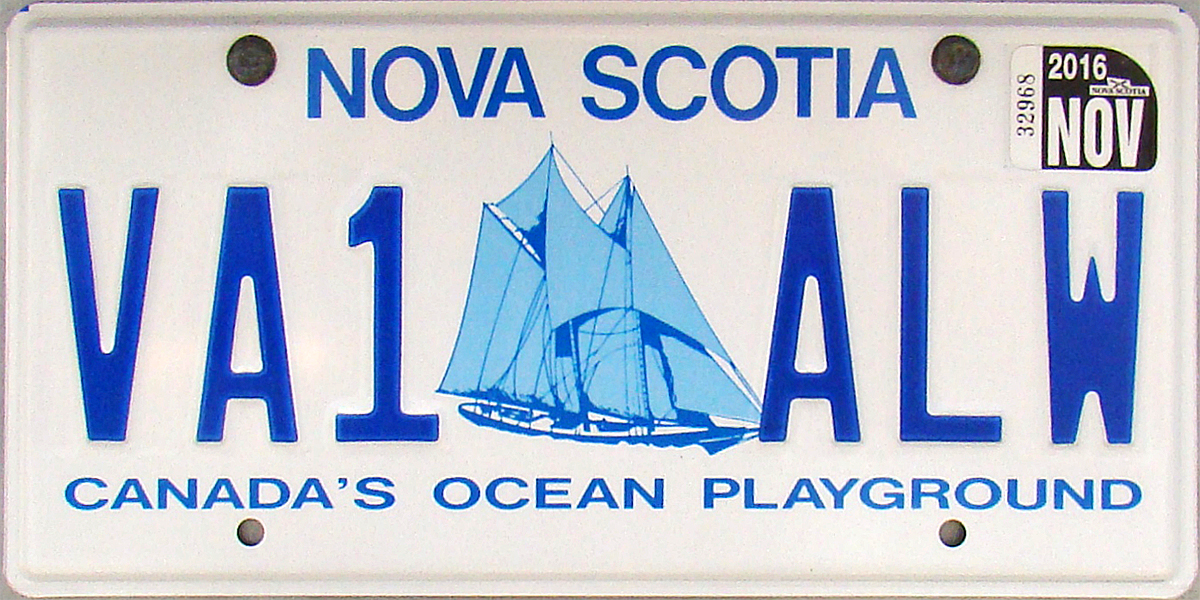 NOVA SCOTIA
2016
NOVA SCOTIA
NOV
32968
VA1 ALW
CANADA'S OCEAN PLAYGROUND